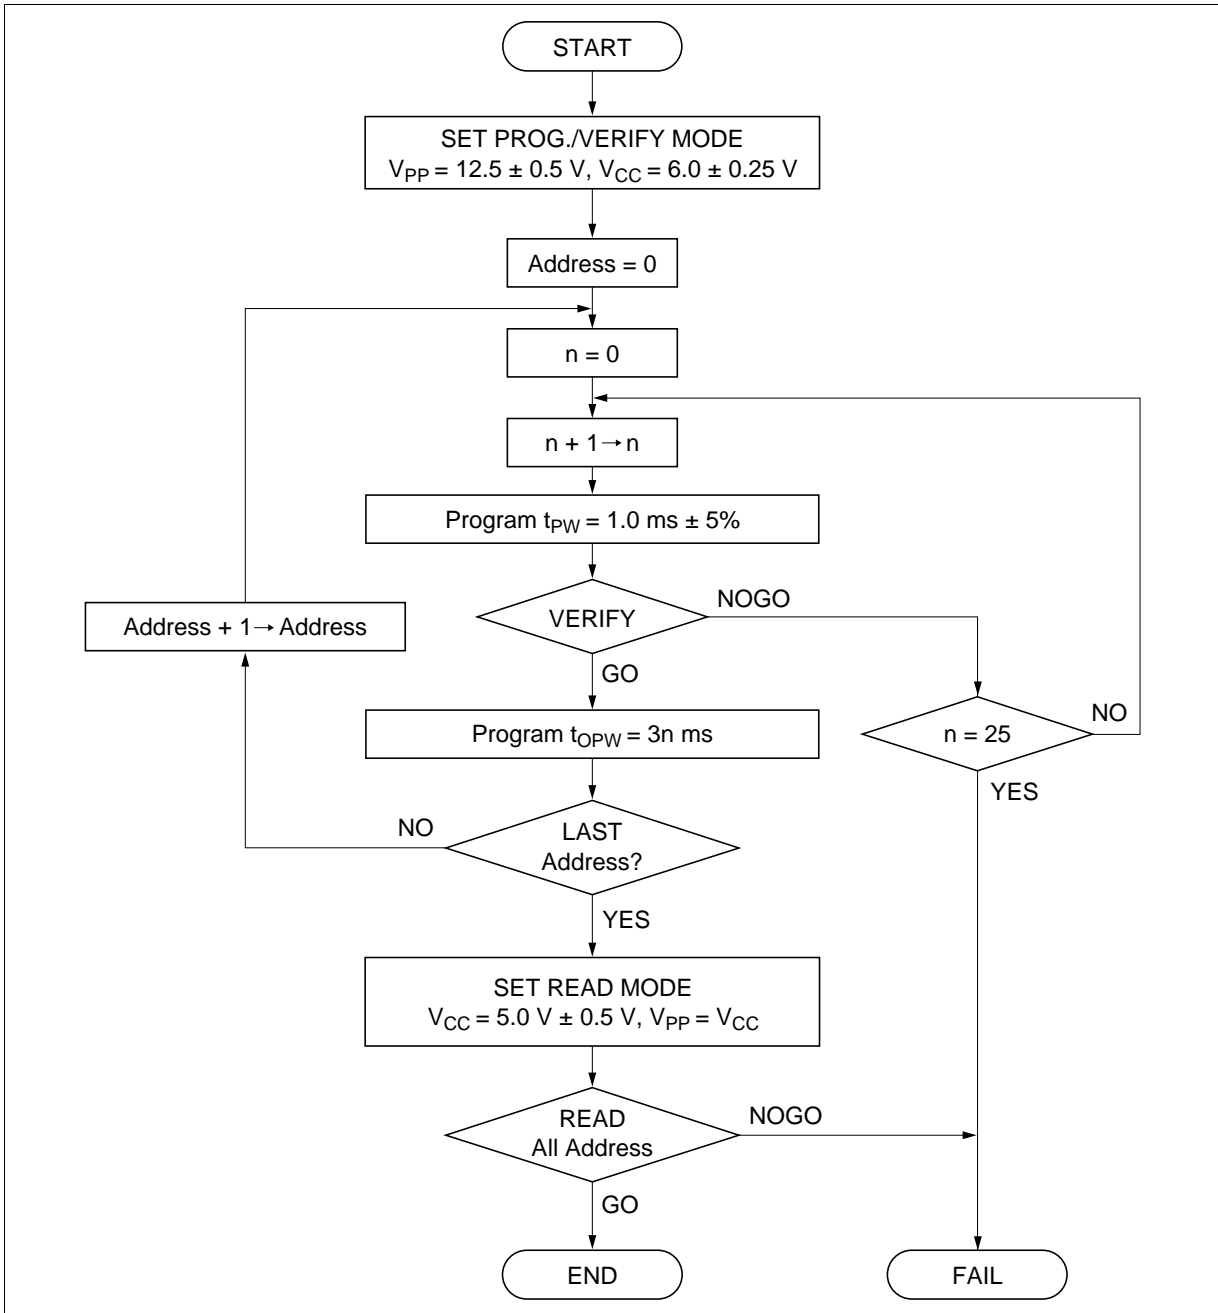 START
SET PROG./VERIFY MODE
VPP = 12.5 ± 0.5 V, VCC = 6.0 ± 0.25 V
Address = 0
n = 0
n + 1 → n
Program tPW = 1.0 ms ± 5%
VERIFY
NOGO
GO
Address + 1 → Address
Program tOPW = 3n ms
n = 25
NO
YES
LAST
Address?
NO
YES
SET READ MODE
VCC = 5.0 V ± 0.5 V, VPP = VCC
READ
All Address
NOGO
GO
END
FAIL